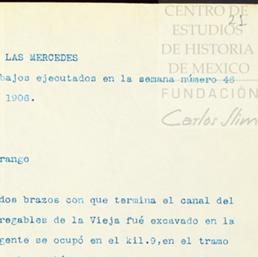 CENTRO DE
ESTUDIOS
DE HISTORIA
DE MEXICO
FUNDACIÓN
Carlos Slim
21
LAS MERCEDES
bajos ejecutados en la semana número 46
1906.
rango
dos brazos con que termina el canal del
regables de la Vieja fué excavado en la
gente se ocupó en el kil.9,en el tramo